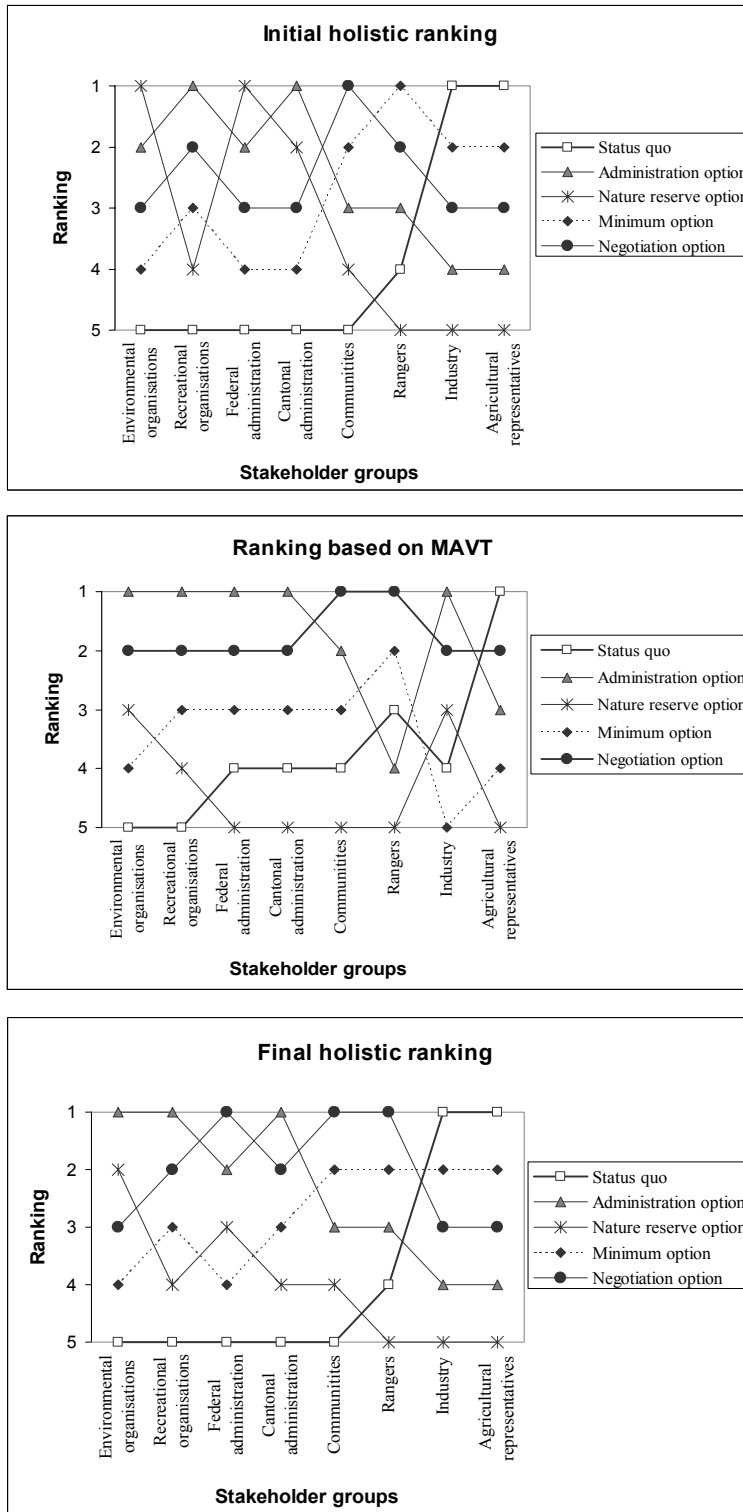 Initial holistic ranking
1
2
3
4
5
Ranking
Environmental
organisations
Recreational
organisations
Federal
administration
Cantonal
administration
Communitites
Rangers
Industry
Agricultural
representatives
Stakeholder groups
Status quo
Administration option
Nature reserve option
Minimum option
Negotiation option
Ranking based on MAVT
1
2
3
4
5
Ranking
Environmental
organisations
Recreational
organisations
Federal
administration
Cantonal
administration
Communitites
Rangers
Industry
Agricultural
representatives
Stakeholder groups
Status quo
Administration option
Nature reserve option
Minimum option
Negotiation option
Final holistic ranking
1
2
3
4
5
Ranking
Environmental
organisations
Recreational
organisations
Federal
administration
Cantonal
administration
Communitites
Rangers
Industry
Agricultural
representatives
Stakeholder groups
Status quo
Administration option
Nature reserve option
Minimum option
Negotiation option